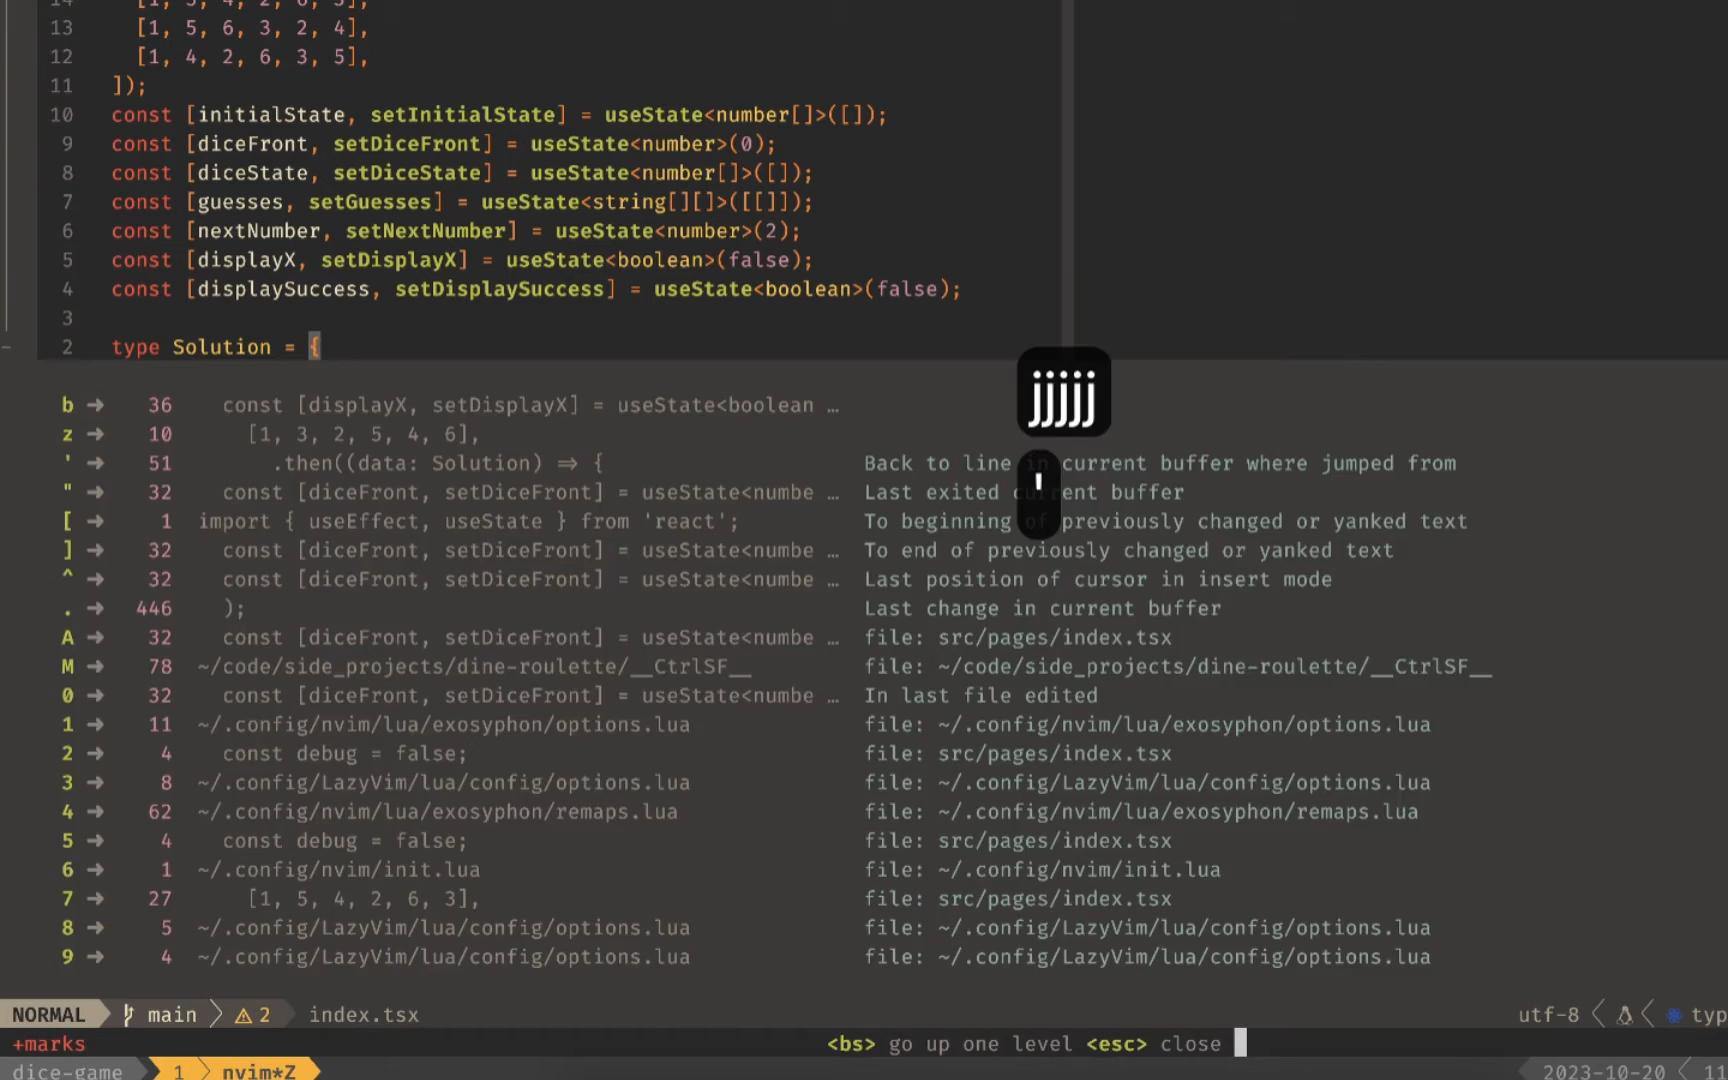 14 [1, 5, 4, 2, 6, 3],
13 [1, 5, 6, 3, 2, 4],
12 [1, 4, 2, 6, 3, 5],
11 ]);
10 const [initialState, setInitialState] = useState<number[]>([]);
9 const [diceFront, setDiceFront] = useState<number>(0);
8 const [diceState, setDiceState] = useState<number[]>([]);
7 const [guesses, setGuesses] = useState<string[][]>([[]]);
6 const [nextNumber, setNextNumber] = useState<number>(2);
5 const [displayX, setDisplayX] = useState<boolean>(false);
4 const [displaySuccess, setDisplaySuccess] = useState<boolean>(false);
3
2 type Solution = {
jjjjj
b → 36 const [displayX, setDisplayX] = useState<boolean …
z → 10 [1, 3, 2, 5, 4, 6],
' → 51 .then((data: Solution) => { Back to line in current buffer where jumped from
'
" → 32 const [diceFront, setDiceFront] = useState<numbe … Last exited current buffer
[ → 1 import { useEffect, useState } from 'react'; To beginning of previously changed or yanked text
] → 32 const [diceFront, setDiceFront] = useState<numbe … To end of previously changed or yanked text
^ → 32 const [diceFront, setDiceFront] = useState<numbe … Last position of cursor in insert mode
. → 446 ); Last change in current buffer
A → 32 const [diceFront, setDiceFront] = useState<numbe … file: src/pages/index.tsx
M → 78 ~/code/side_projects/dine-roulette/__CtrlSF__ file: ~/code/side_projects/dine-roulette/__CtrlSF__
0 → 32 const [diceFront, setDiceFront] = useState<numbe … In last file edited
1 → 11 ~/.config/nvim/lua/exosyphon/options.lua file: ~/.config/nvim/lua/exosyphon/options.lua
2 → 4 const debug = false; file: src/pages/index.tsx
3 → 8 ~/.config/LazyVim/lua/config/options.lua file: ~/.config/LazyVim/lua/config/options.lua
4 → 62 ~/.config/nvim/lua/exosyphon/remaps.lua file: ~/.config/nvim/lua/exosyphon/remaps.lua
5 → 4 const debug = false; file: src/pages/index.tsx
6 → 1 ~/.config/nvim/init.lua file: ~/.config/nvim/init.lua
7 → 27 [1, 5, 4, 2, 6, 3], file: src/pages/index.tsx
8 → 5 ~/.config/LazyVim/lua/config/options.lua file: ~/.config/LazyVim/lua/config/options.lua
9 → 4 ~/.config/LazyVim/lua/config/options.lua file: ~/.config/LazyVim/lua/config/options.lua
NORMAL main 2 index.tsx utf-8 typ
+marks <bs> go up one level <esc> close
dice-game 1 nvim*Z 2023-10-20 11